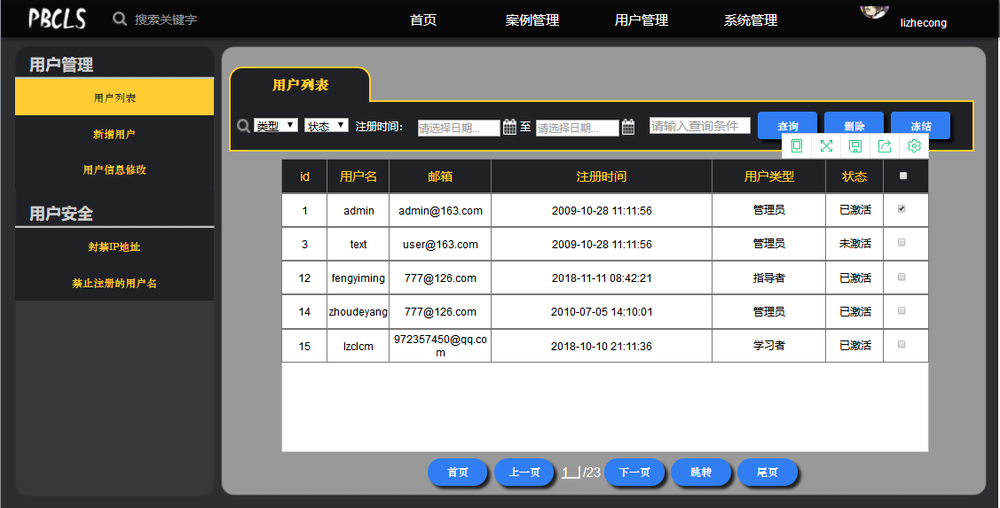 PBCLS 搜索关键字 首页 案例管理 用户管理 系统管理 lizhecong
用户管理
用户列表
新增用户
用户信息修改
用户安全
封禁IP地址
禁止注册的用户名
用户列表
类型 状态 注册时间： 请选择日期... 至 请选择日期... 请输入查询条件 查询 删除 冻结
id 用户名 邮箱 注册时间 用户类型 状态
1 admin admin@163.com 2009-10-28 11:11:56 管理员 已激活
3 text user@163.com 2009-10-28 11:11:56 管理员 未激活
12 fengyiming 777@126.com 2018-11-11 08:42:21 指导者 已激活
14 zhoudeyang 777@126.com 2010-07-05 14:10:01 管理员 已激活
15 lzclcm 972357450@qq.co
m 2018-10-10 21:11:36 学习者 已激活
首页 上一页 1 /23 下一页 跳转 尾页